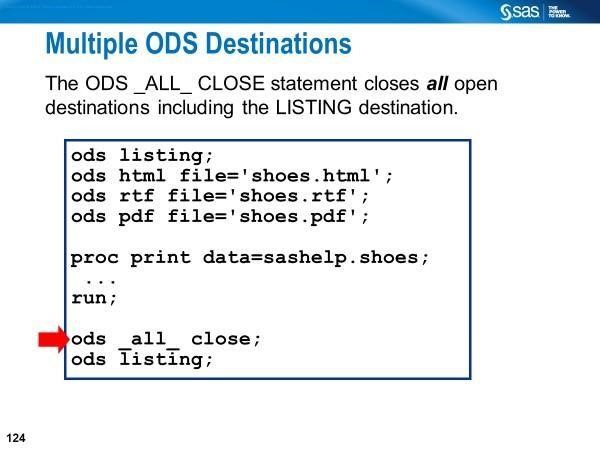 sas THE
POWER
TO KNOW.
Multiple ODS Destinations
The ODS _ALL_ CLOSE statement closes all open
destinations including the LISTING destination.
ods listing;
ods html file='shoes.html';
ods rtf file='shoes.rtf';
ods pdf file='shoes.pdf';
proc print data=sashelp.shoes;
...
run;
ods _all_ close;
ods listing;
124